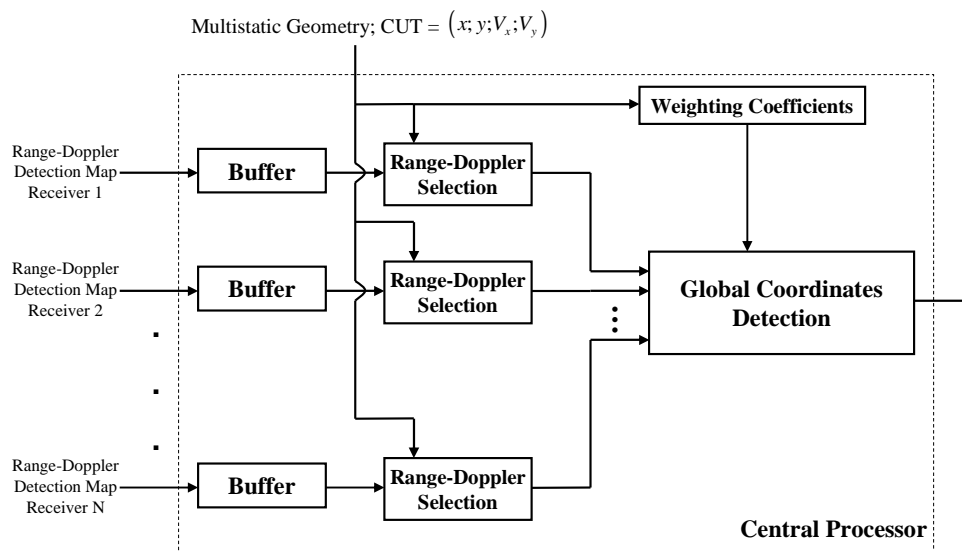 Multistatic Geometry; CUT = (x; y;V_x;V_y)
Weighting Coefficients
Range-Doppler
Detection Map
Receiver 1
Buffer
Range-Doppler
Selection
Range-Doppler
Detection Map
Receiver 2
Buffer
Range-Doppler
Selection
Global Coordinates
Detection
Range-Doppler
Detection Map
Receiver N
Buffer
Range-Doppler
Selection
Central Processor